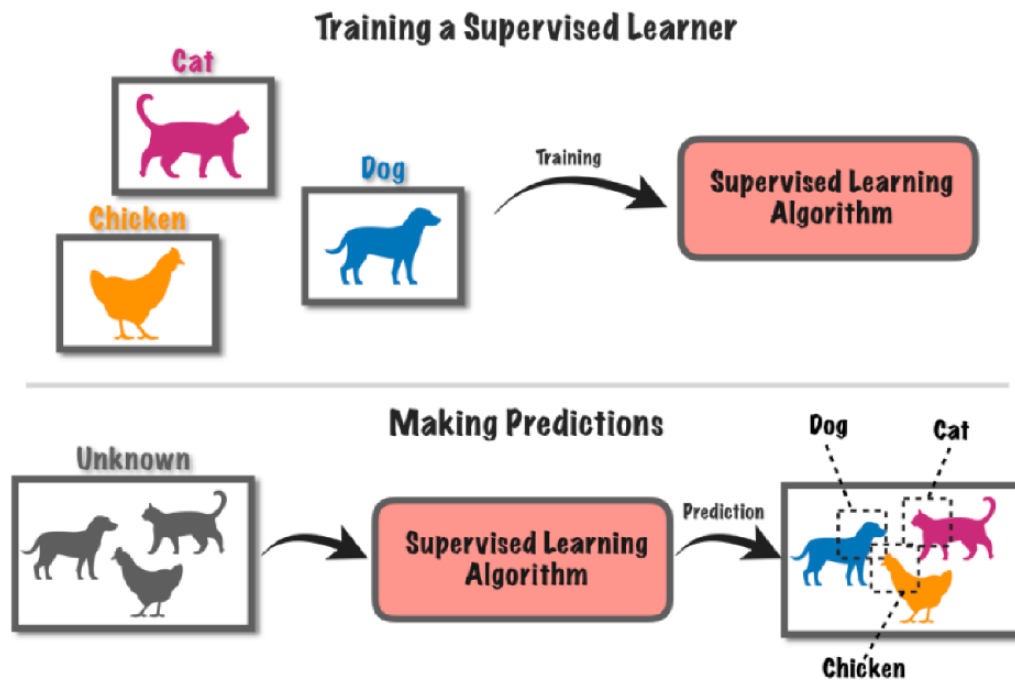 Training a Supervised Learner
Cat
Dog
Chicken
Training
Supervised Learning
Algorithm
Making Predictions
Dog
Cat
Unknown
Supervised Learning
Algorithm
Prediction
Chicken